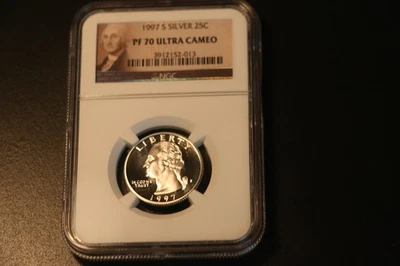 1997 S SILVER 25C
PF 70 ULTRA CAMEO
3912152-013
NGC
LIBERTY
IN GOD WE
TRUST
1997